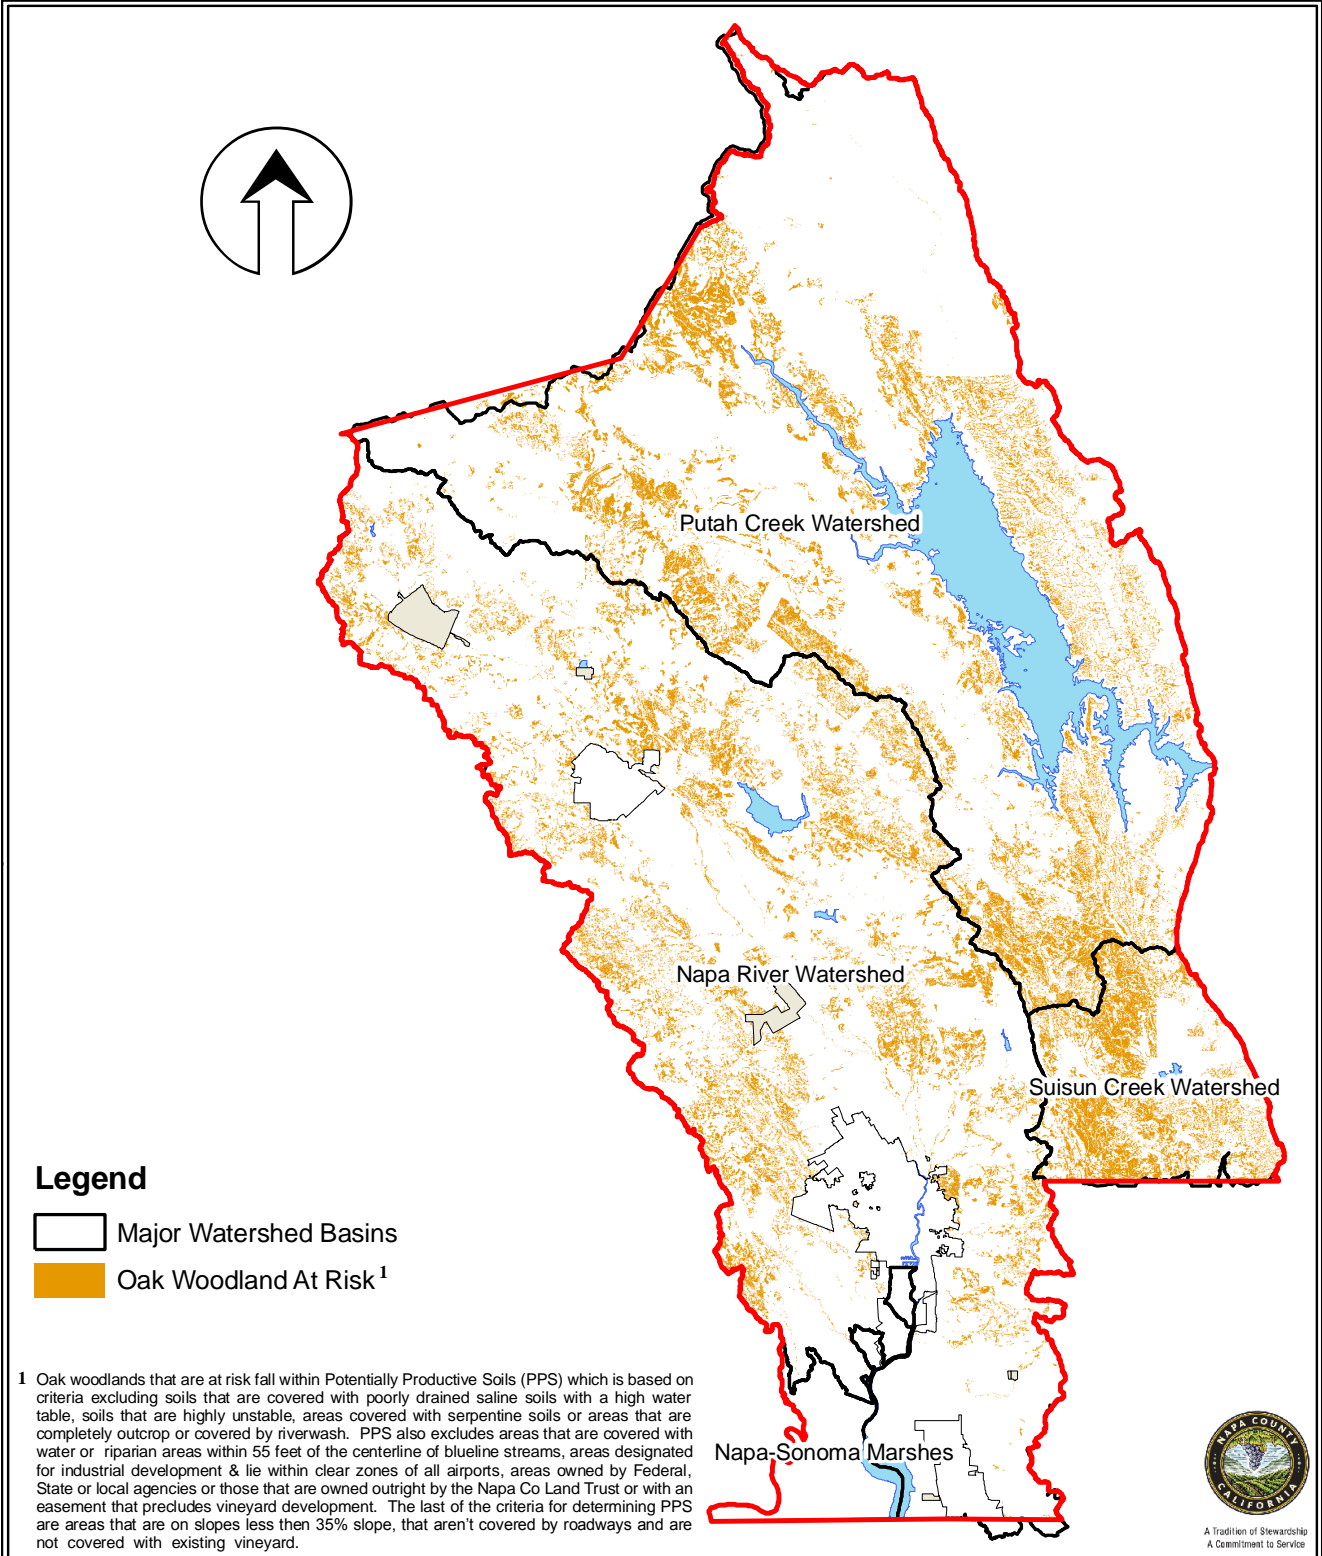 Putah Creek Watershed
Napa River Watershed
Suisun Creek Watershed
Napa-Sonoma Marshes
Legend
Major Watershed Basins
Oak Woodland At Risk 1
1 Oak woodlands that are at risk fall within Potentially Productive Soils (PPS) which is based on
criteria excluding soils that are covered with poorly drained saline soils with a high water
table, soils that are highly unstable, areas covered with serpentine soils or areas that are
completely outcrop or covered by riverwash. PPS also excludes areas that are covered with
water or riparian areas within 55 feet of the centerline of blueline streams, areas designated
for industrial development & lie within clear zones of all airports, areas owned by Federal,
State or local agencies or those that are owned outright by the Napa Co Land Trust or with an
easement that precludes vineyard development. The last of the criteria for determining PPS
are areas that are on slopes less then 35% slope, that aren't covered by roadways and are
not covered with existing vineyard.
NAPA COUNTY
CALIFORNIA
A Tradition of Stewardship
A Commitment to Service